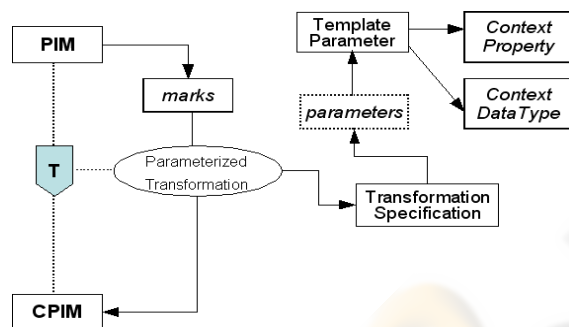 PIM
marks
T
Parameterized
Transformation
CPIM
Template
Parameter
Context
Property
Context
DataType
parameters
Transformation
Specification